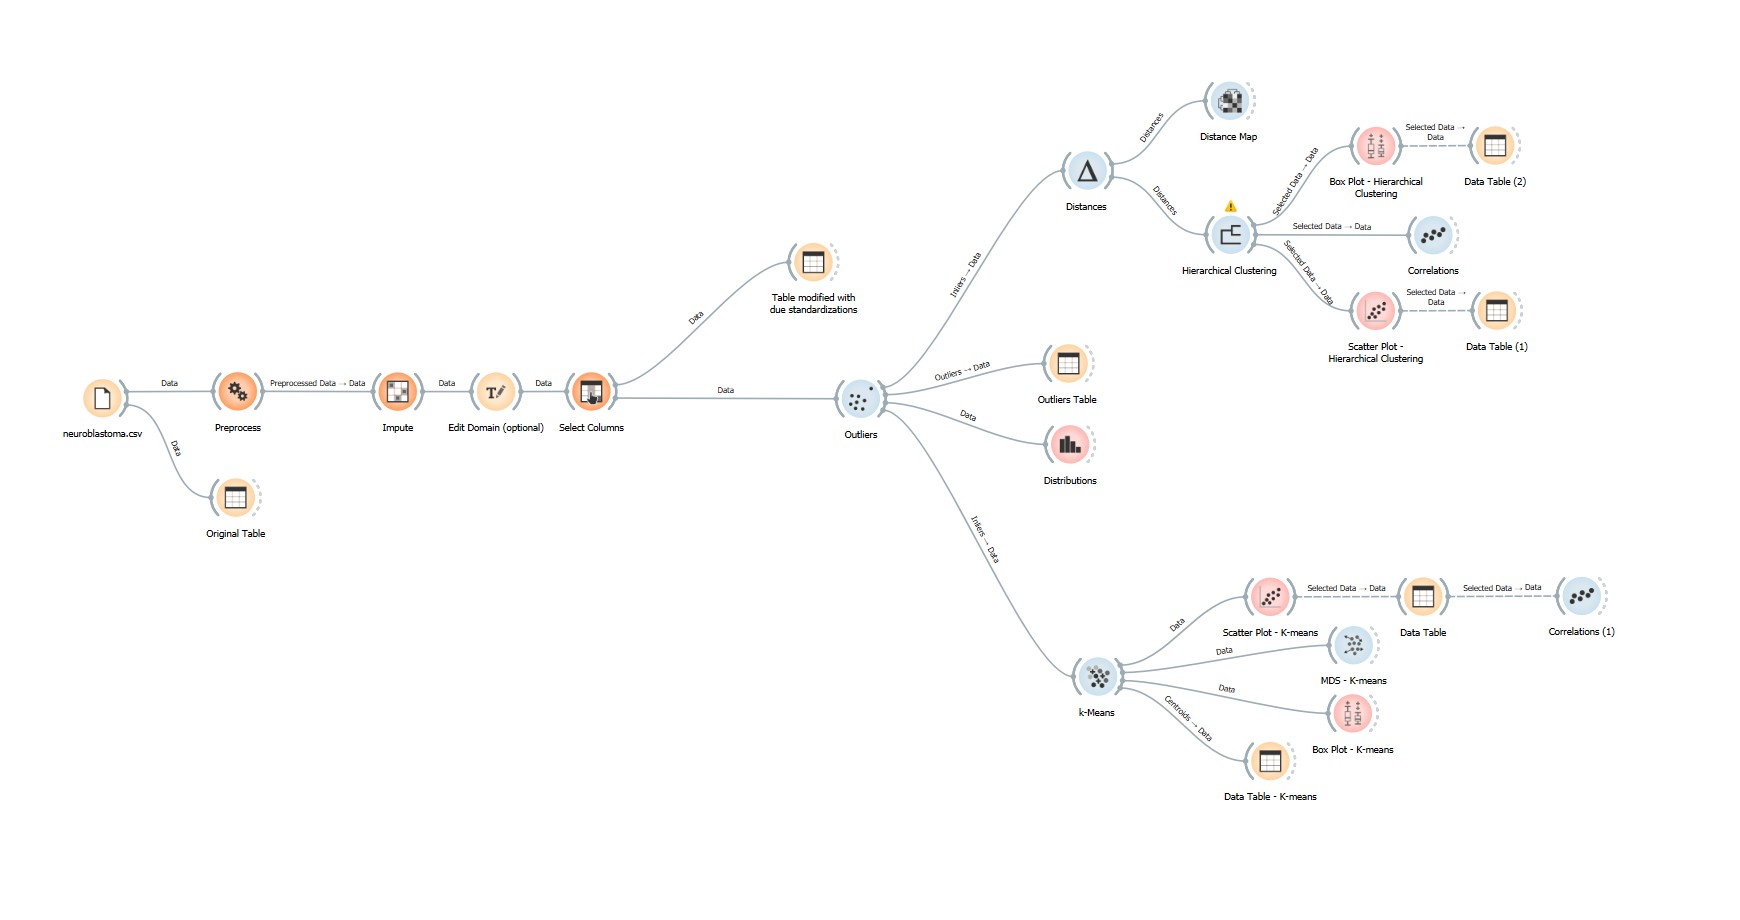 Distance Map
Distances
Selected Data → Data
Box Plot - Hierarchical
Clustering
Selected Data →
Data
Data Table (2)
Distances
Distances
Hierarchical Clustering
Selected Data → Data
Correlations
Selected Data → Data
Scatter Plot -
Hierarchical Clustering
Selected Data →
Data
Data Table (1)
Inliers → Data
Table modified with
due standardizations
Data
neuroblastoma.csv
Data
Preprocess
Preprocessed Data → Data
Impute
Data
Edit Domain (optional)
Data
Select Columns
Data
Outliers
Outliers → Data
Outliers Table
Data
Distributions
Data
Original Table
Inliers → Data
k-Means
Data
Scatter Plot - K-means
Selected Data → Data
Data Table
Selected Data → Data
Correlations (1)
Data
MDS - K-means
Data
Box Plot - K-means
Centroids → Data
Data Table - K-means